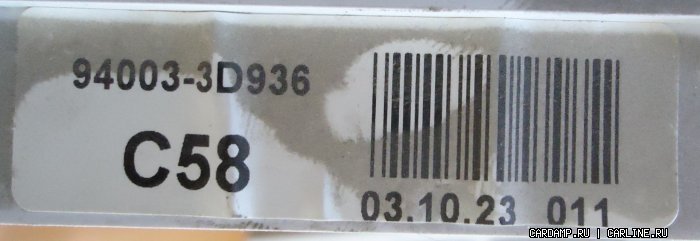 94003-3D936
C58
03.10.23 011
CARDAMP.RU | CARLINE.RU